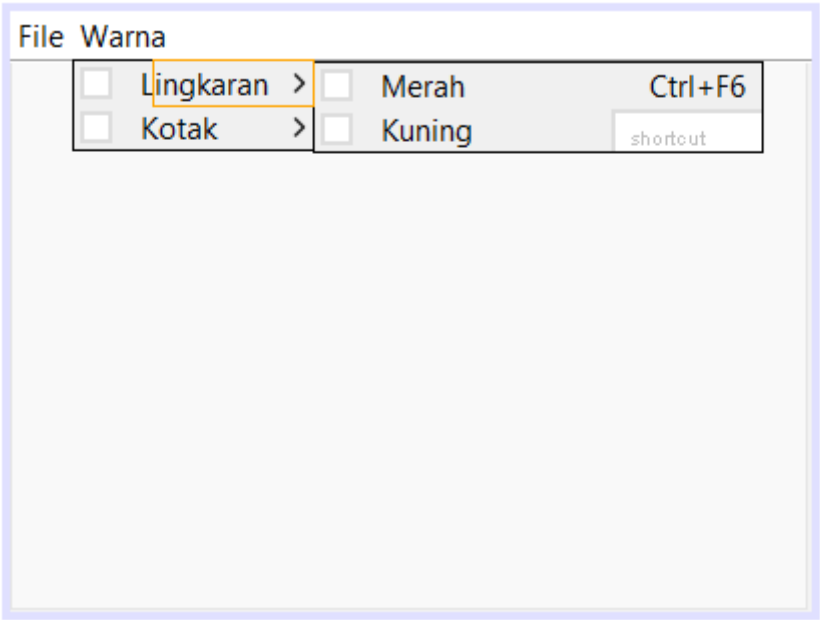 File Warna
Lingkaran > Merah Ctrl+F6
Kotak > Kuning shortcut